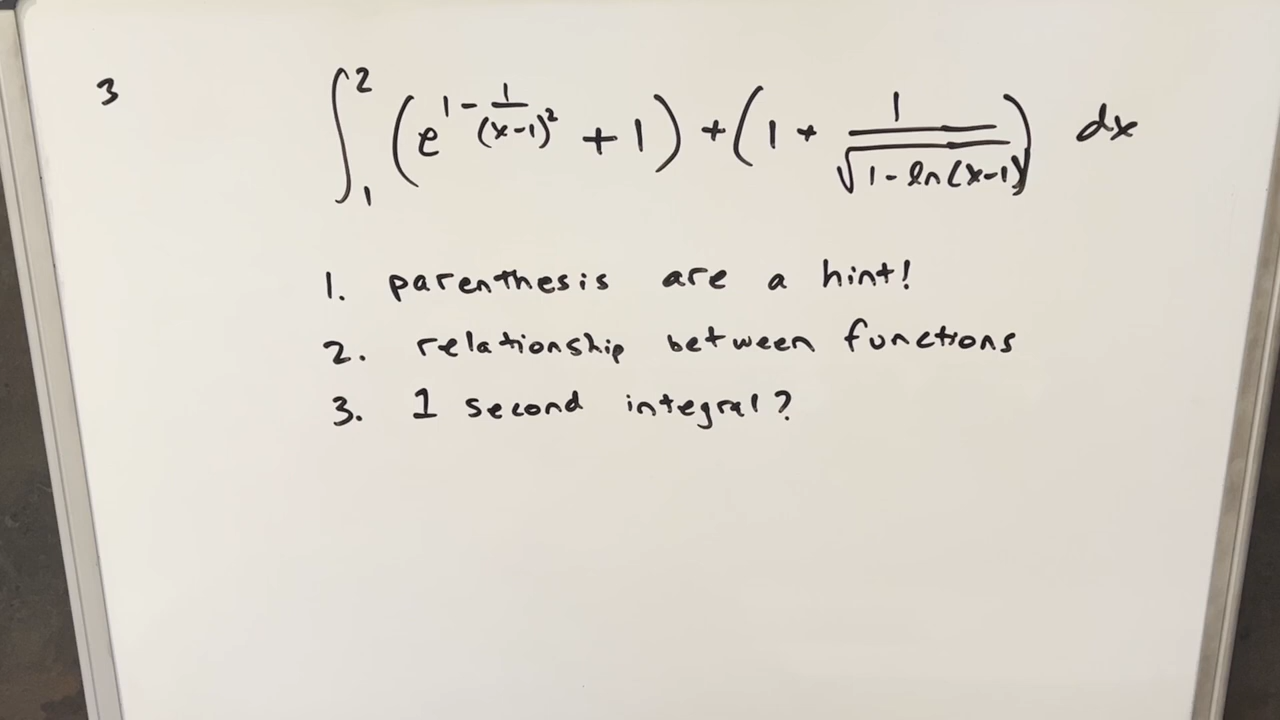 3 ∫₁² (e^(1 - 1/(x-1)²) + 1) + (1 + 1/√(1 - ln(x-1))) dx
1. parenthesis are a hint!
2. relationship between functions
3. 1 second integral?